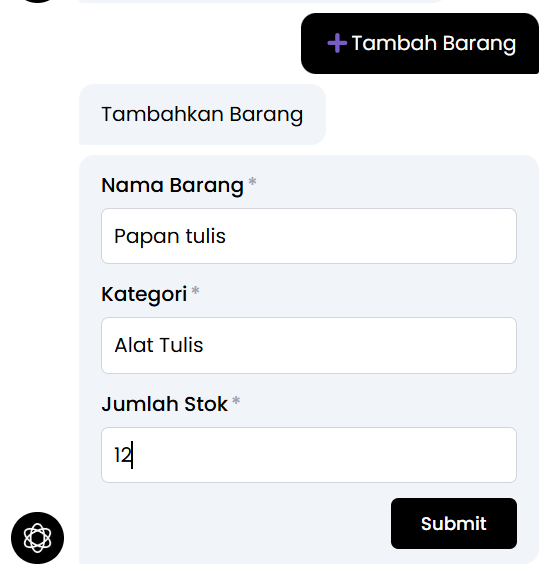 Tambah Barang
Tambahkan Barang
Nama Barang *
Papan tulis
Kategori *
Alat Tulis
Jumlah Stok *
12
Submit